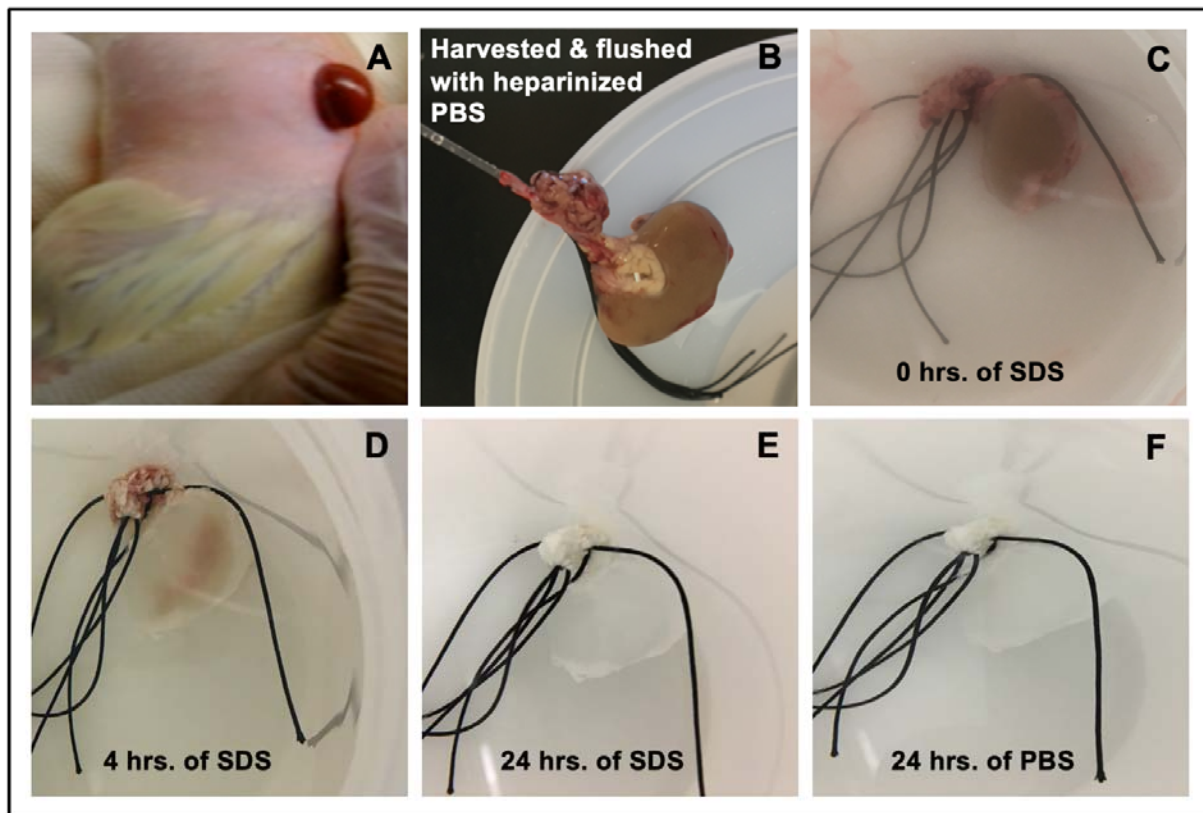 A
Harvested & flushed
with heparinized
PBS
B
C
0 hrs. of SDS
D
4 hrs. of SDS
E
24 hrs. of SDS
F
24 hrs. of PBS